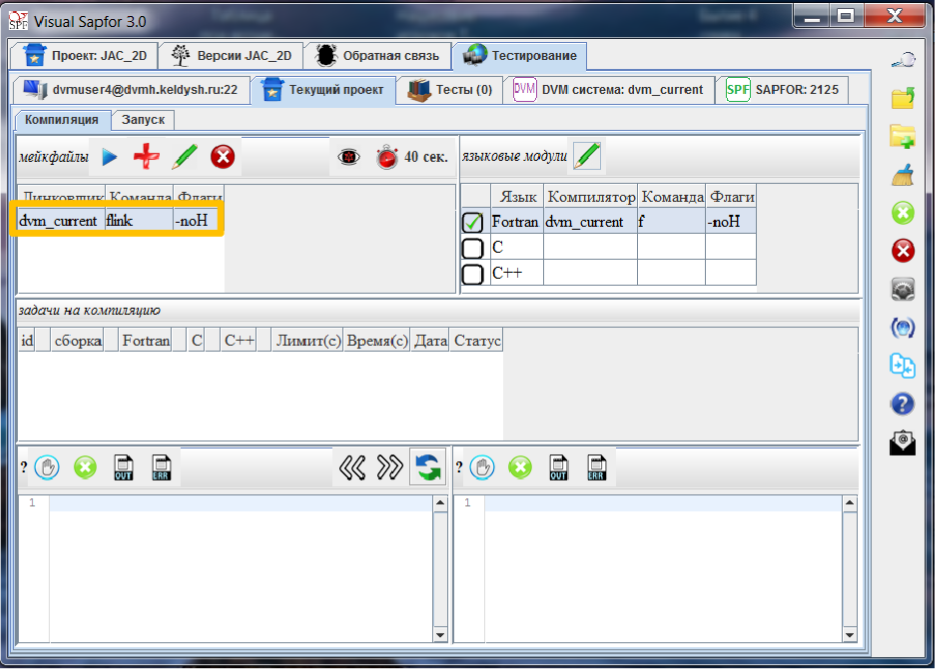 Visual Sapfor 3.0
Проект: JAC_2D Версии JAC_2D Обратная связь Тестирование
dvmuser4@dvmh.keldysh.ru:22 Текущий проект Тесты (0) DVM DVM система: dvm_current SPF SAPFOR: 2125
Компиляция Запуск
мейкфайлы 40 сек. языковые модули
Линковщик Команда Флаги Язык Компилятор Команда Флаги
dvm_current flink -noH Fortran dvm_current f -noH
C
C++
задачи на компиляцию
id сборка Fortran C C++ Лимит(с) Время(с) Дата Статус
? OUT ERR ? OUT ERR
1 1